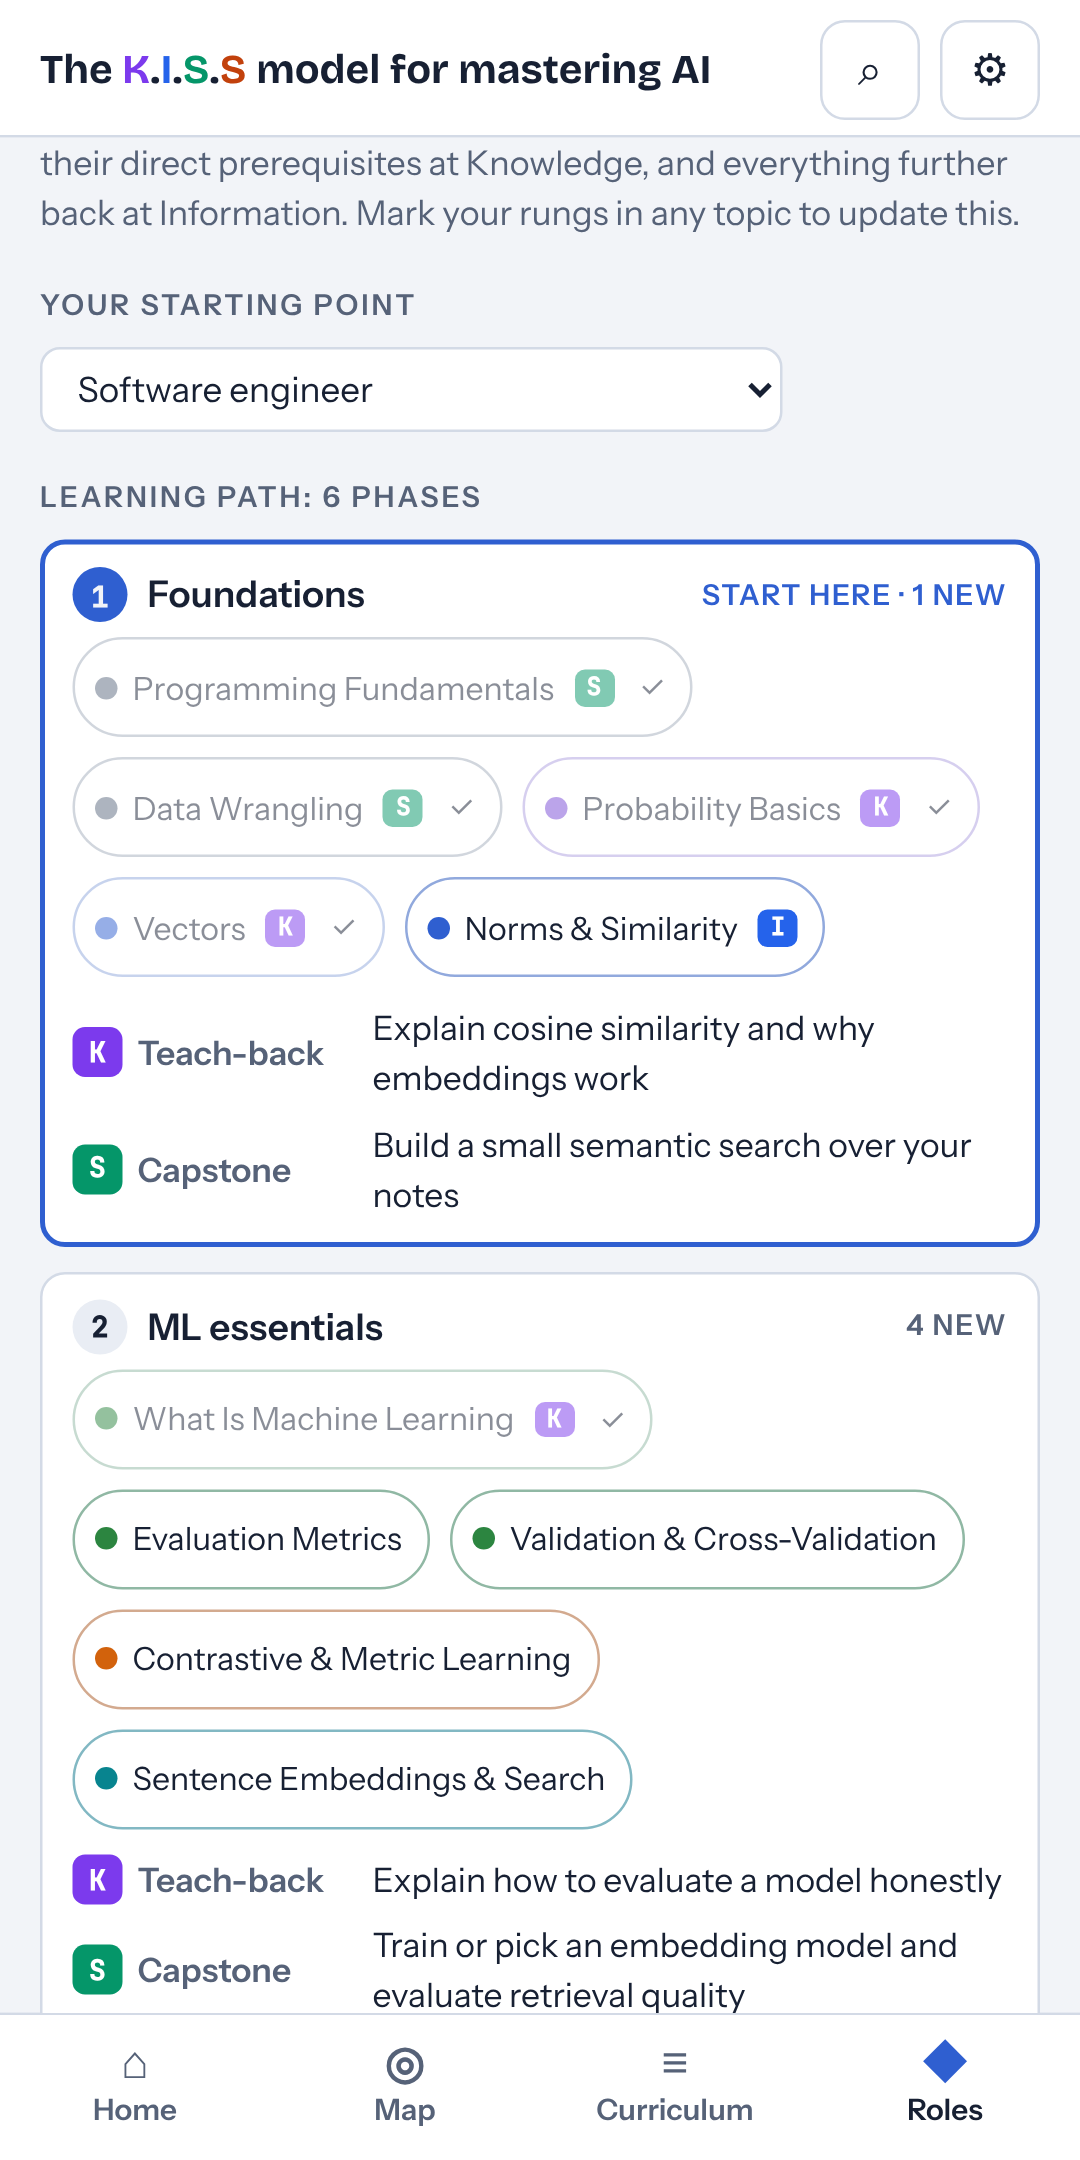 The K.I.S.S model for mastering AI
their direct prerequisites at Knowledge, and everything further
back at Information. Mark your rungs in any topic to update this.
YOUR STARTING POINT
Software engineer
LEARNING PATH: 6 PHASES
1 Foundations START HERE · 1 NEW
Programming Fundamentals S ✓
Data Wrangling S ✓ Probability Basics K ✓
Vectors K ✓ Norms & Similarity I
K Teach-back Explain cosine similarity and why
embeddings work
S Capstone Build a small semantic search over your
notes
2 ML essentials 4 NEW
What Is Machine Learning K ✓
Evaluation Metrics Validation & Cross-Validation
Contrastive & Metric Learning
Sentence Embeddings & Search
K Teach-back Explain how to evaluate a model honestly
S Capstone Train or pick an embedding model and
evaluate retrieval quality
Home Map Curriculum Roles